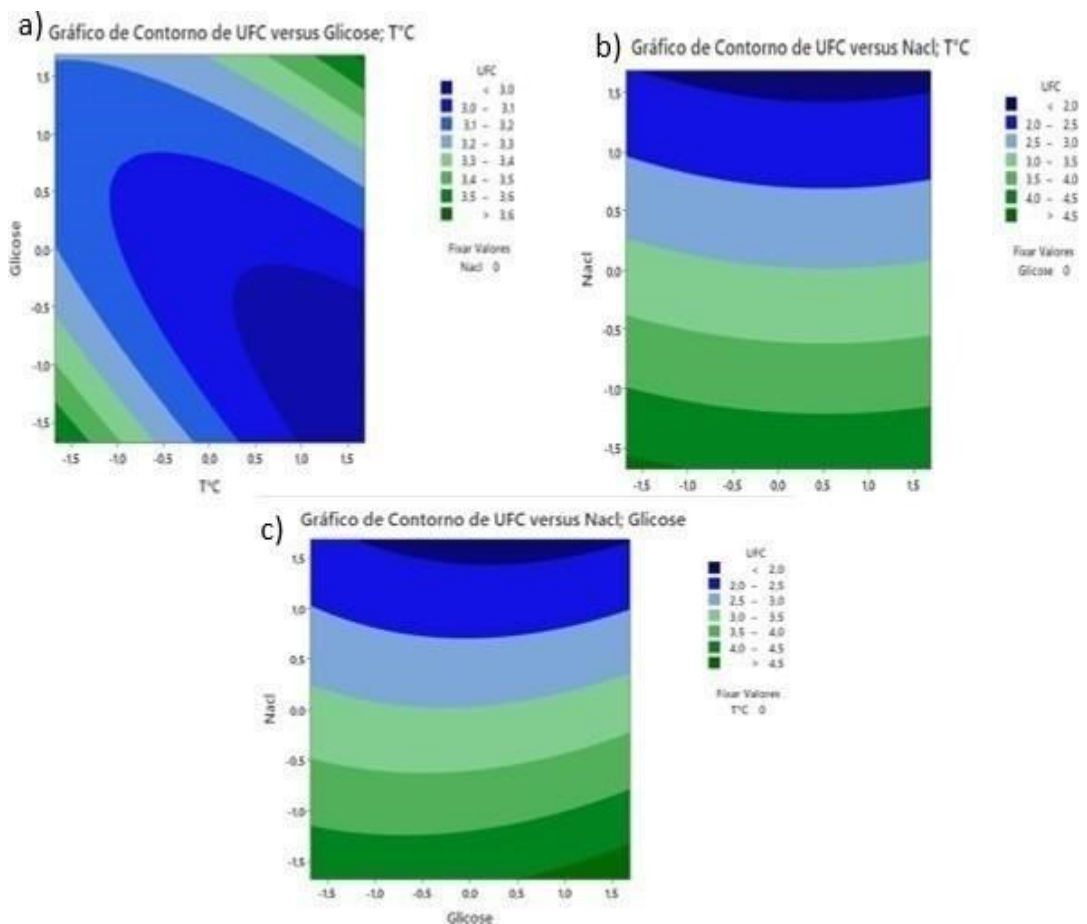 a) Gráfico de Contorno de UFC versus Glicose; T°C
UFC
< 3.0
3.0 – 3.1
3.1 – 3.2
3.2 – 3.3
3.3 – 3.4
3.4 – 3.5
3.5 – 3.6
> 3.6
Fixar Valores
Nacl 0
Glicose
1.5
1.0
0.5
0.0
-0.5
-1.0
-1.5
-1.5 -1.0 -0.5 0.0 0.5 1.0 1.5
T°C
b) Gráfico de Contorno de UFC versus Nacl; T°C
UFC
< 2.0
2.0 – 2.5
2.5 – 3.0
3.0 – 3.5
3.5 – 4.0
4.0 – 4.5
> 4.5
Fixar Valores
Glicose 0
Nacl
1.5
1.0
0.5
0.0
-0.5
-1.0
-1.5
-1.5 -1.0 -0.5 0.0 0.5 1.0 1.5
c) Gráfico de Contorno de UFC versus Nacl; Glicose
UFC
< 2.0
2.0 – 2.5
2.5 – 3.0
3.0 – 3.5
3.5 – 4.0
4.0 – 4.5
> 4.5
Fixar Valores
T°C 0
Nacl
1.5
1.0
0.5
0.0
-0.5
-1.0
-1.5
-1.5 -1.0 -0.5 0.0 0.5 1.0 1.5
Glicose